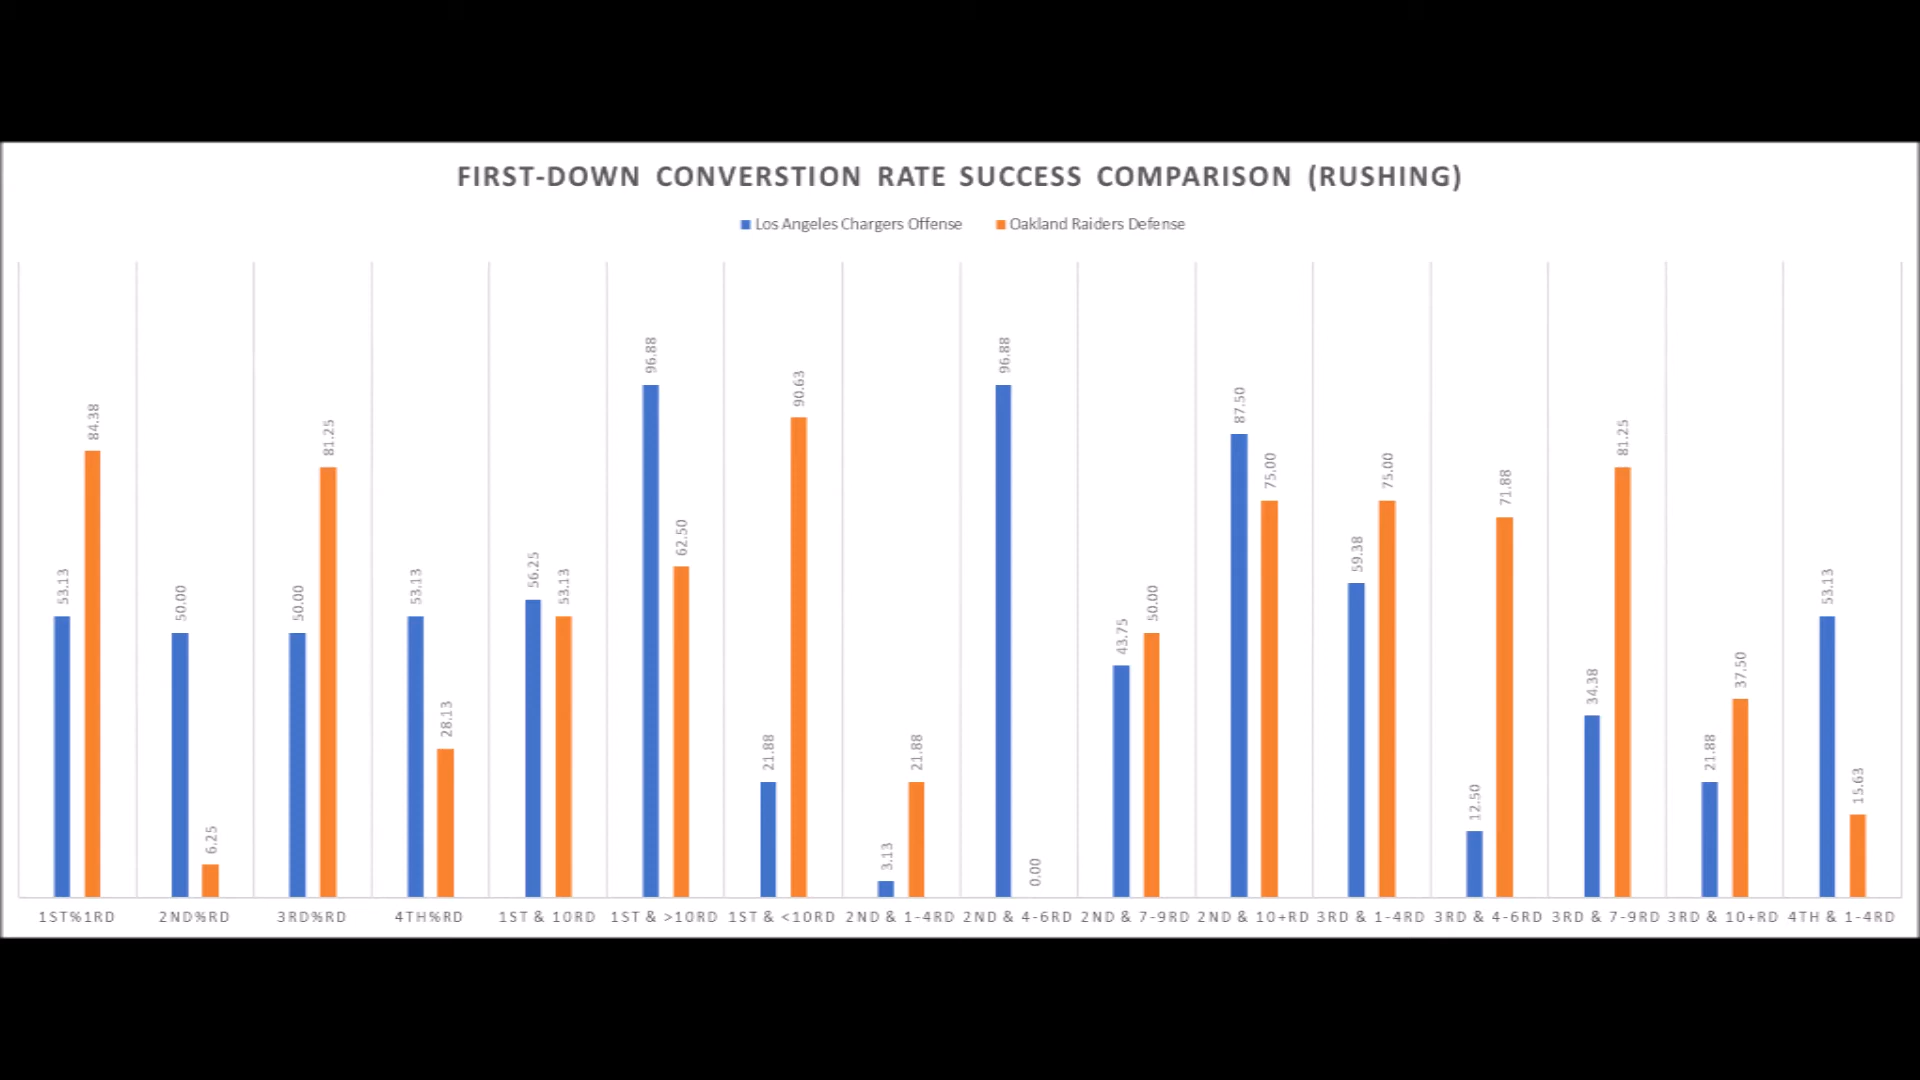 FIRST-DOWN CONVERSTION RATE SUCCESS COMPARISON (RUSHING)
Los Angeles Chargers Offense Oakland Raiders Defense
53.13 84.38 50.00 6.25 50.00 81.25 53.13 28.13 56.25 53.13 96.88 62.50 21.88 90.63 3.13 21.88 96.88 0.00 43.75 50.00 87.50 75.00 59.38 75.00 12.50 71.88 34.38 81.25 21.88 37.50 53.13 15.63
1ST%1RD 2ND%RD 3RD%RD 4TH%RD 1ST & 10RD 1ST & >10RD 1ST & <10RD 2ND & 1-4RD 2ND & 4-6RD 2ND & 7-9RD 2ND & 10+RD 3RD & 1-4RD 3RD & 4-6RD 3RD & 7-9RD 3RD & 10+RD 4TH & 1-4RD